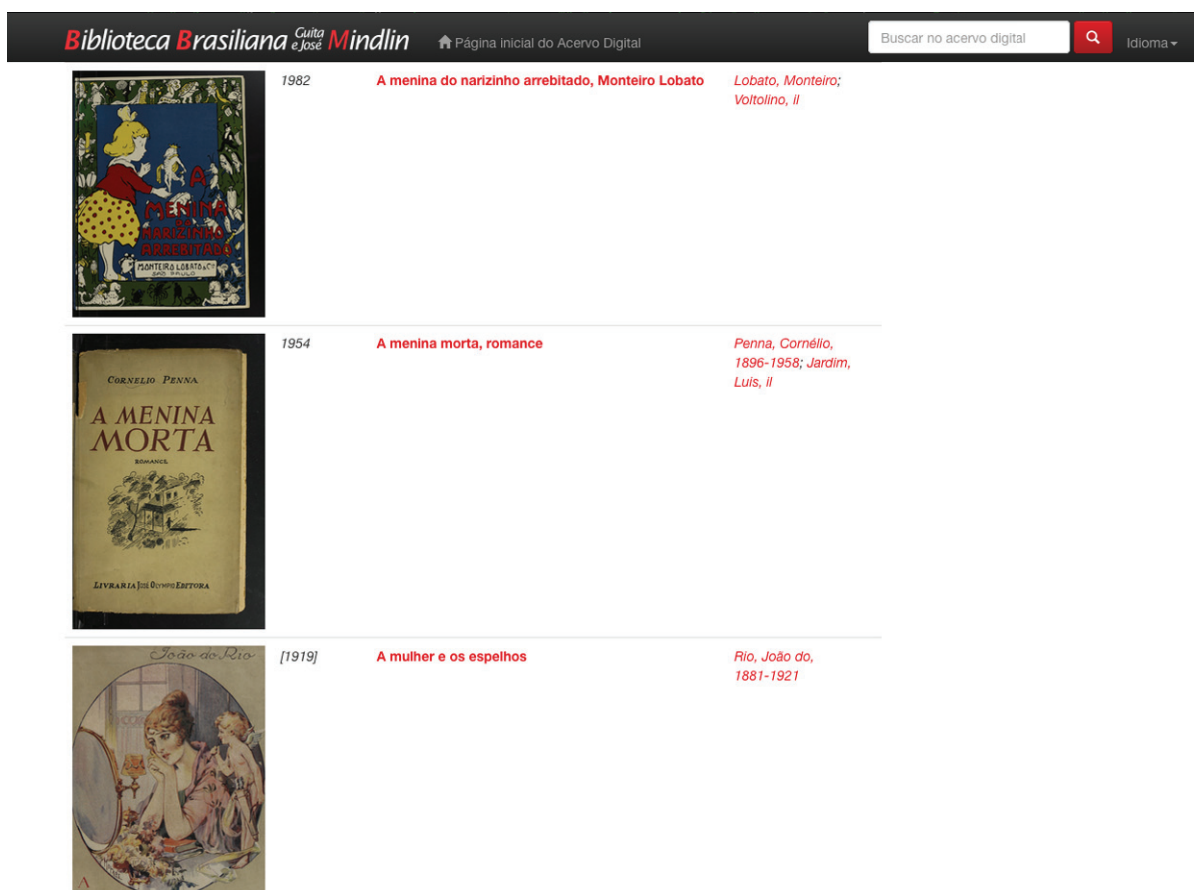 Biblioteca Brasiliana Guita e José Mindlin
Página inicial do Acervo Digital
Buscar no acervo digital
Idioma
1982
A menina do narizinho arrebitado, Monteiro Lobato
Lobato, Monteiro;
Voltolino, il
A
MENINA
DO
NARIZINHO
ARREBITADO
MONTEIRO LOBATO & Cº
SÃO PAULO
1954
A menina morta, romance
Penna, Cornélio,
1896-1958; Jardim,
Luis, il
CORNELIO PENNA
A MENINA
MORTA
ROMANCE
LIVRARIA JOSÉ OLYMPIO EDITORA
[1919]
A mulher e os espelhos
Rio, João do,
1881-1921
João do Rio
A